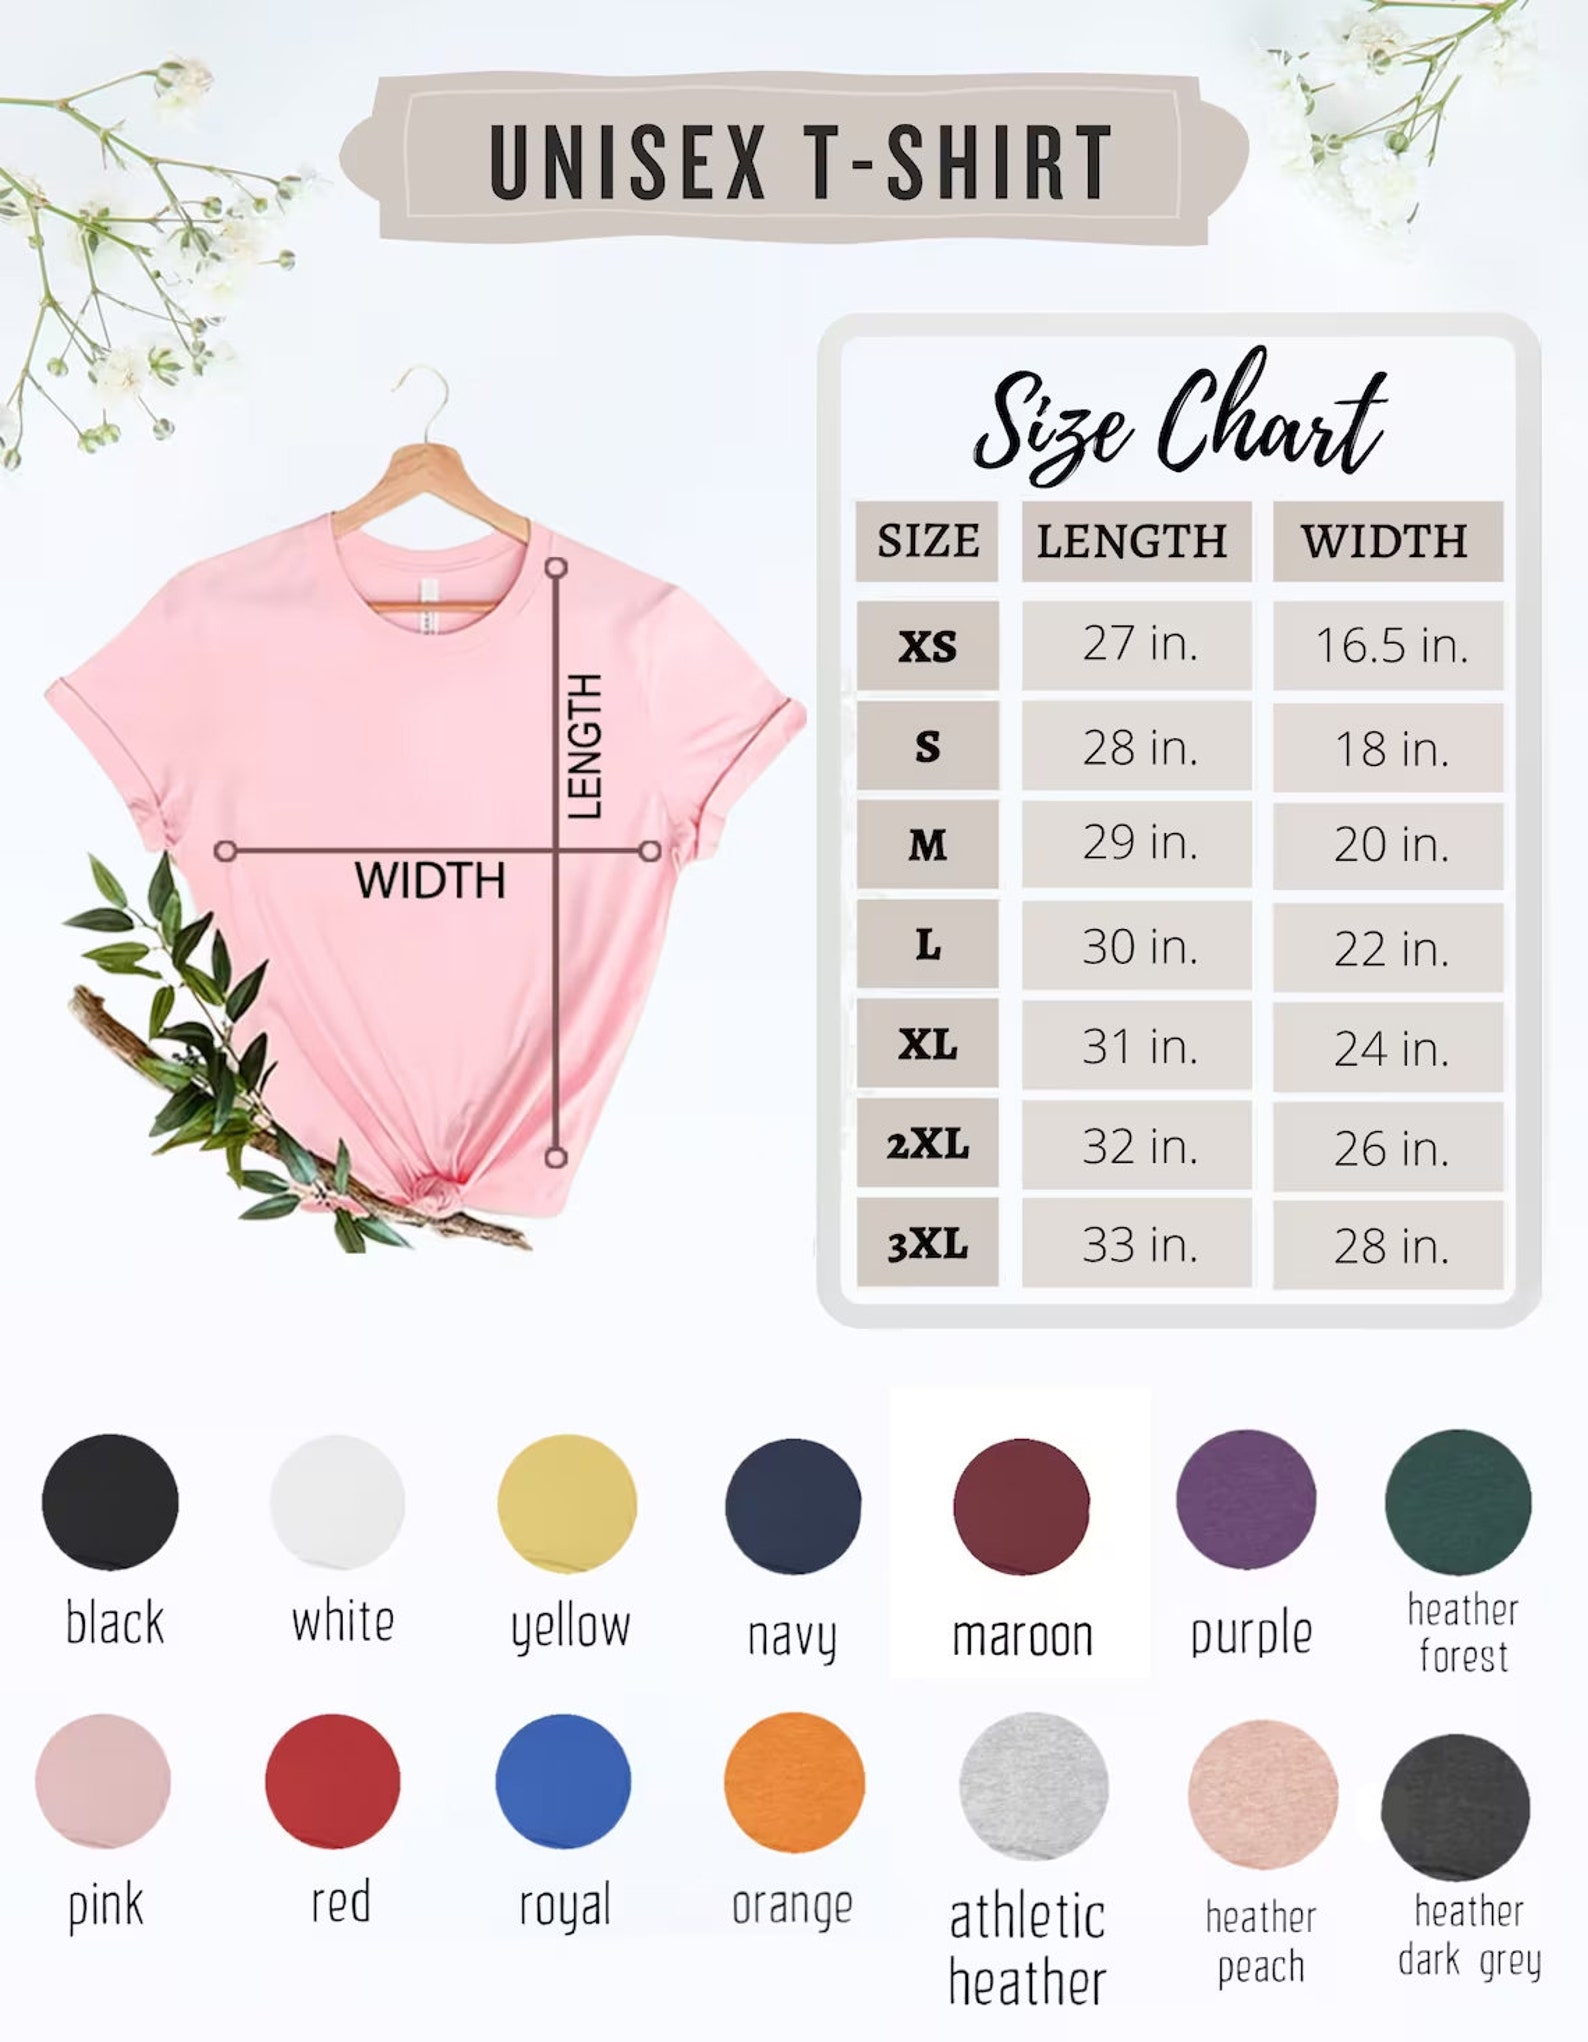 UNISEX T-SHIRT
Size Chart
SIZE LENGTH WIDTH
XS 27 in. 16.5 in.
S 28 in. 18 in.
M 29 in. 20 in.
L 30 in. 22 in.
XL 31 in. 24 in.
2XL 32 in. 26 in.
3XL 33 in. 28 in.
LENGTH
WIDTH
black
white
yellow
navy
maroon
purple
heather
forest
pink
red
royal
orange
athletic
heather
heather
peach
heather
dark grey